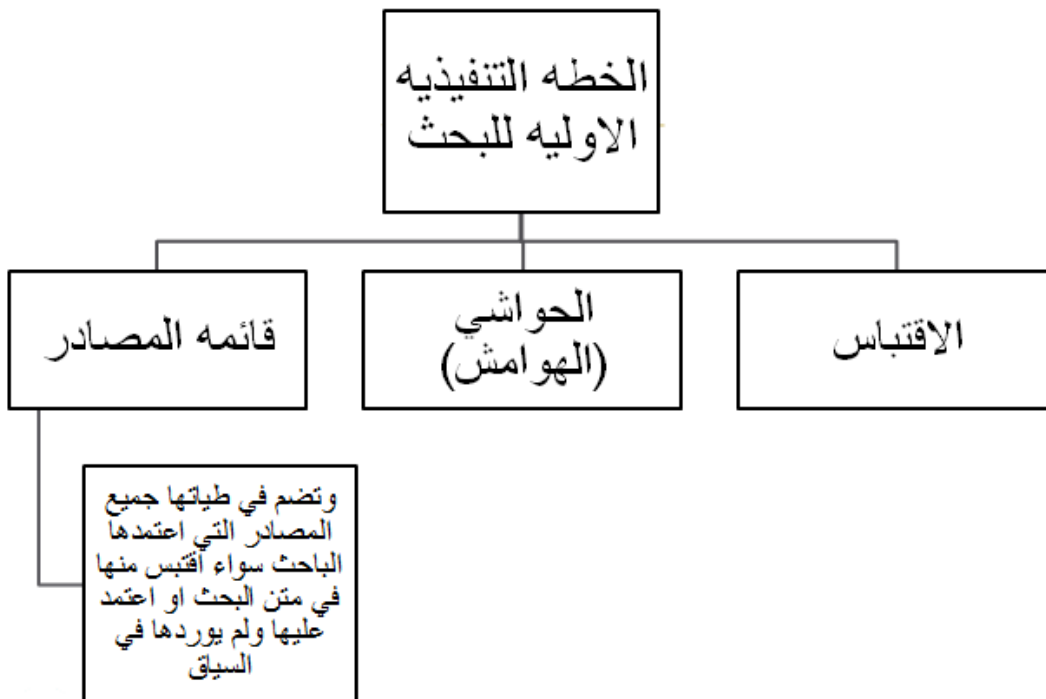 الخطه التنفيذيه
الاوليه للبحث
الاقتباس
الحواشي
(الهوامش)
قائمه المصادر
وتضم في طياتها جميع
المصادر التي اعتمدها
الباحث سواء أقتبس منها
في متن البحث او اعتمد
عليها ولم يوردها في
السياق